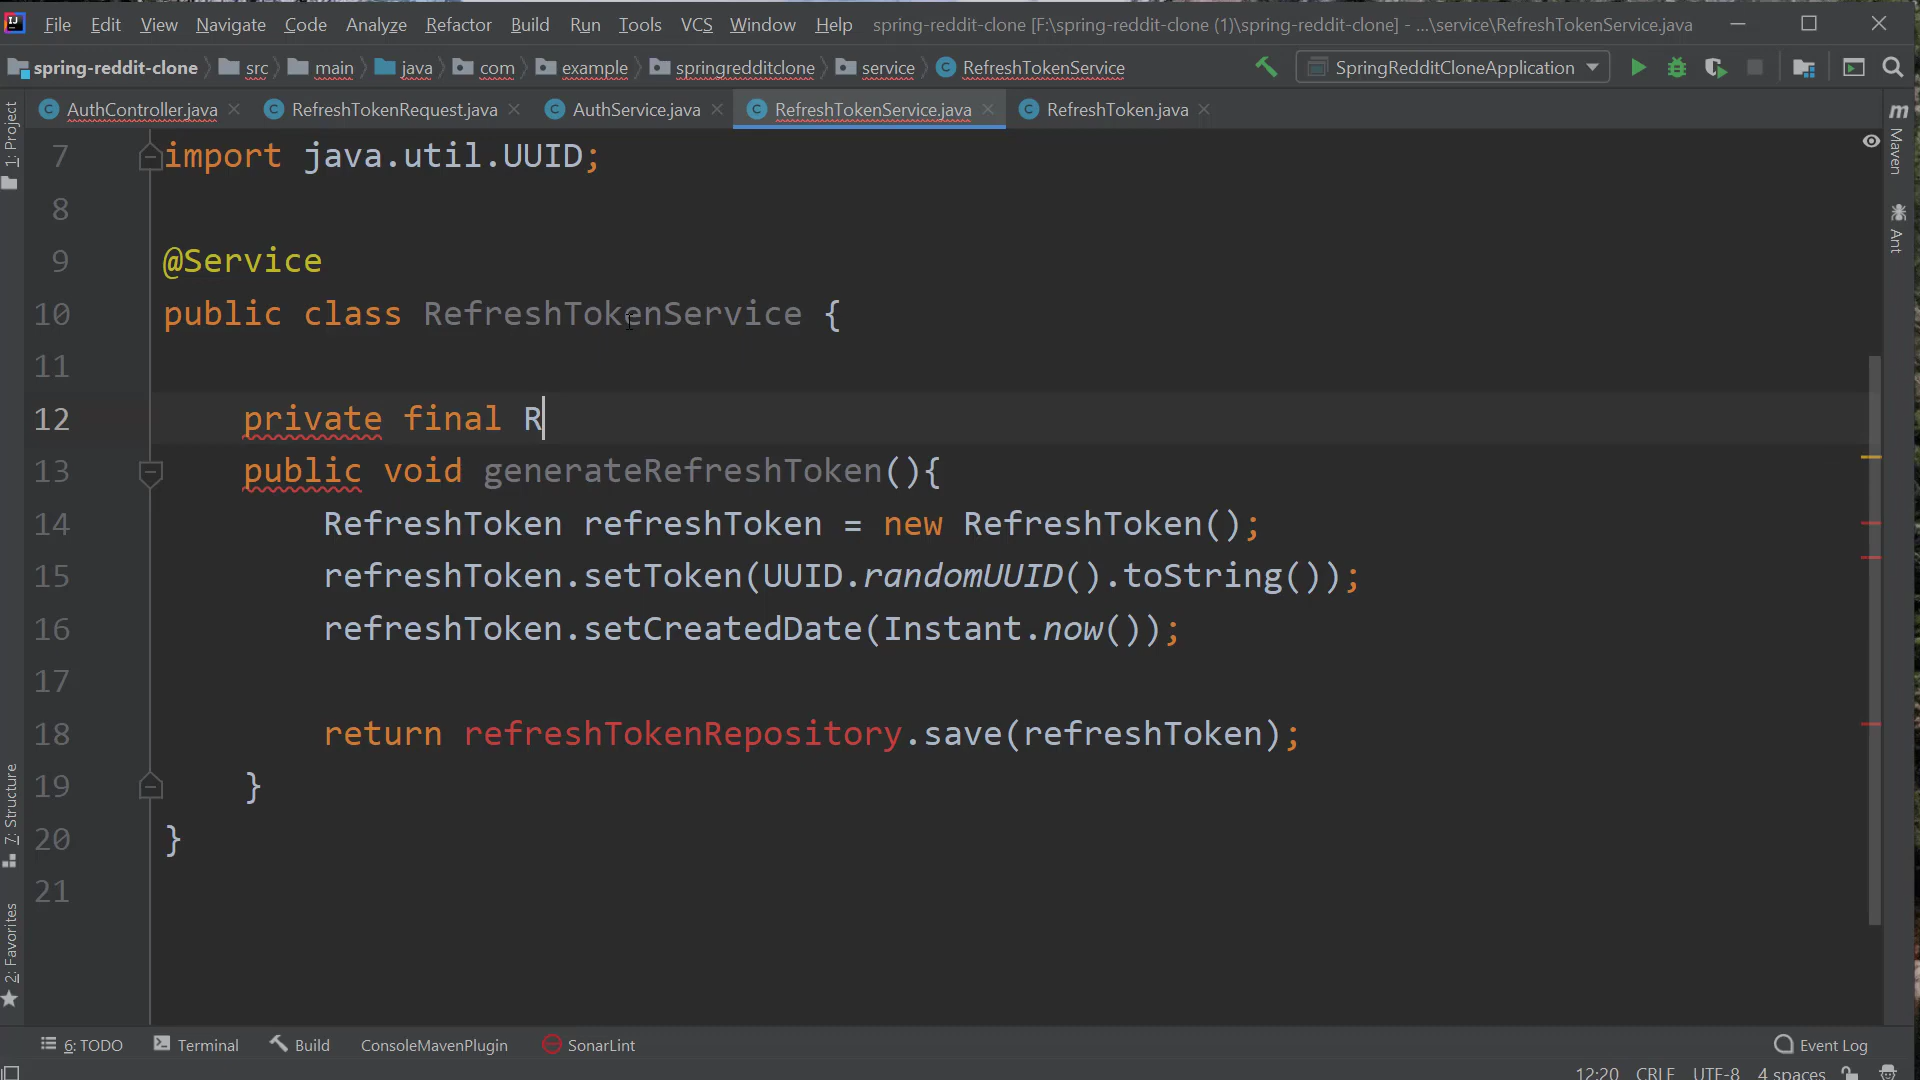 File Edit View Navigate Code Analyze Refactor Build Run Tools VCS Window Help spring-reddit-clone [F:\spring-reddit-clone (1)\spring-reddit-clone] - ...\service\RefreshTokenService.java
spring-reddit-clone src main java com example springredditclone service RefreshTokenService SpringRedditCloneApplication
AuthController.java RefreshTokenRequest.java AuthService.java RefreshTokenService.java RefreshToken.java
1: Project
Maven
Ant
7 import java.util.UUID;
8
9 @Service
10 public class RefreshTokenService {
11
12 private final R
13 public void generateRefreshToken(){
14 RefreshToken refreshToken = new RefreshToken();
15 refreshToken.setToken(UUID.randomUUID().toString());
16 refreshToken.setCreatedDate(Instant.now());
17
18 return refreshTokenRepository.save(refreshToken);
19 }
20 }
21
7: Structure
2: Favorites
6: TODO Terminal Build ConsoleMavenPlugin SonarLint Event Log
12:20 CRLF UTF-8 4 spaces